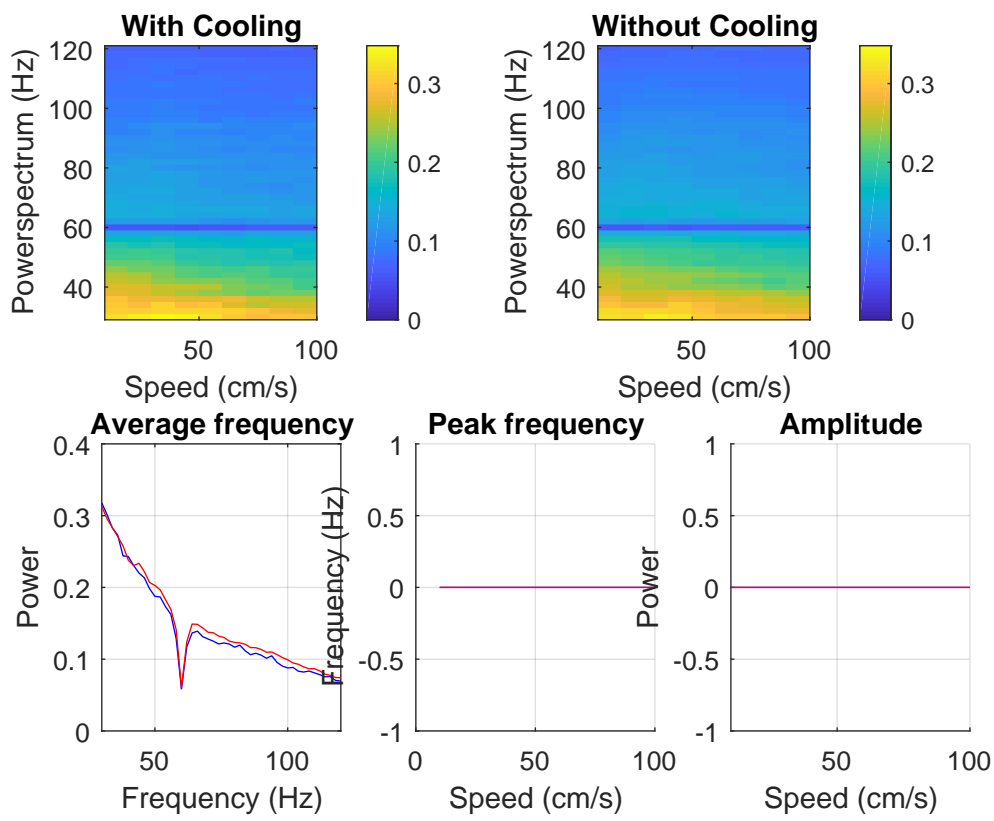 With Cooling
Powerspectrum (Hz)
120
100
80
60
40
50
100
Speed (cm/s)
0.3
0.2
0.1
0
Without Cooling
Powerspectrum (Hz)
120
100
80
60
40
50
100
Speed (cm/s)
0.3
0.2
0.1
0
Average frequency
Power
0.4
0.3
0.2
0.1
0
50
100
Frequency (Hz)
Peak frequency
Frequency (Hz)
1
0.5
0
-0.5
-1
0
50
100
Speed (cm/s)
Amplitude
Power
1
0.5
0
-0.5
-1
50
100
Speed (cm/s)